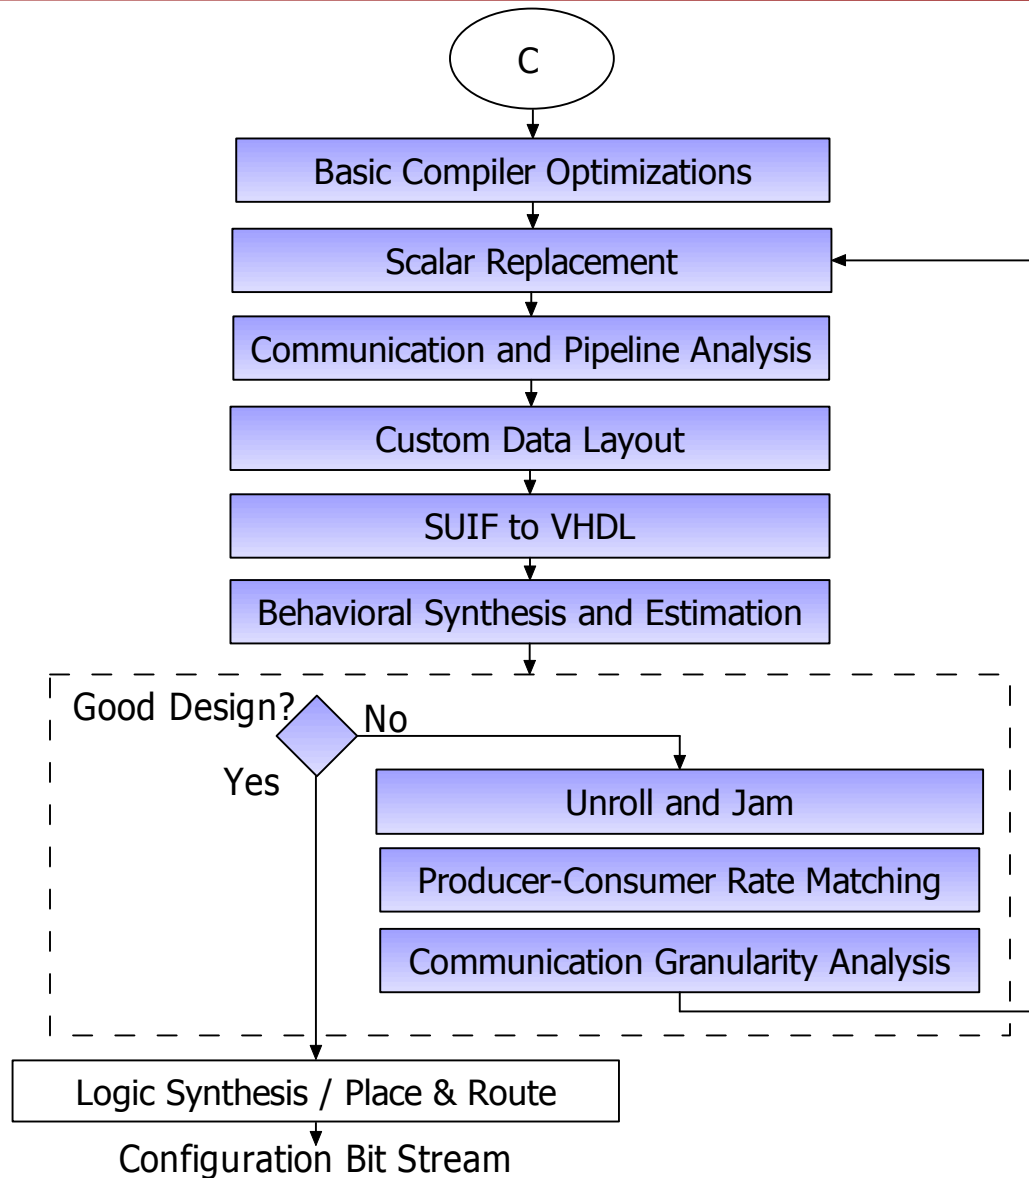 C
Basic Compiler Optimizations
Scalar Replacement
Communication and Pipeline Analysis
Custom Data Layout
SUIF to VHDL
Behavioral Synthesis and Estimation
Good Design?
No
Yes
Unroll and Jam
Producer-Consumer Rate Matching
Communication Granularity Analysis
Logic Synthesis / Place & Route
Configuration Bit Stream